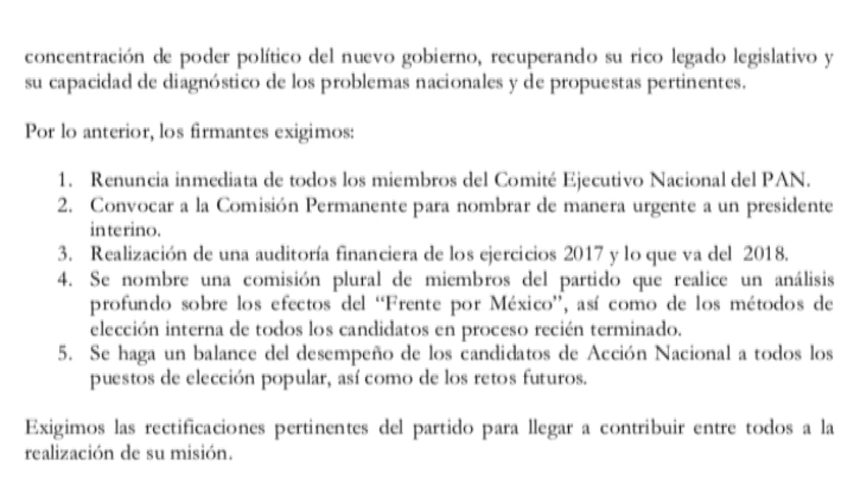 concentración de poder político del nuevo gobierno, recuperando su rico legado legislativo y
su capacidad de diagnóstico de los problemas nacionales y de propuestas pertinentes.
Por lo anterior, los firmantes exigimos:
1. Renuncia inmediata de todos los miembros del Comité Ejecutivo Nacional del PAN.
2. Convocar a la Comisión Permanente para nombrar de manera urgente a un presidente
interino.
3. Realización de una auditoría financiera de los ejercicios 2017 y lo que va del 2018.
4. Se nombre una comisión plural de miembros del partido que realice un análisis
profundo sobre los efectos del “Frente por México”, así como de los métodos de
elección interna de todos los candidatos en proceso recién terminado.
5. Se haga un balance del desempeño de los candidatos de Acción Nacional a todos los
puestos de elección popular, así como de los retos futuros.
Exigimos las rectificaciones pertinentes del partido para llegar a contribuir entre todos a la
realización de su misión.